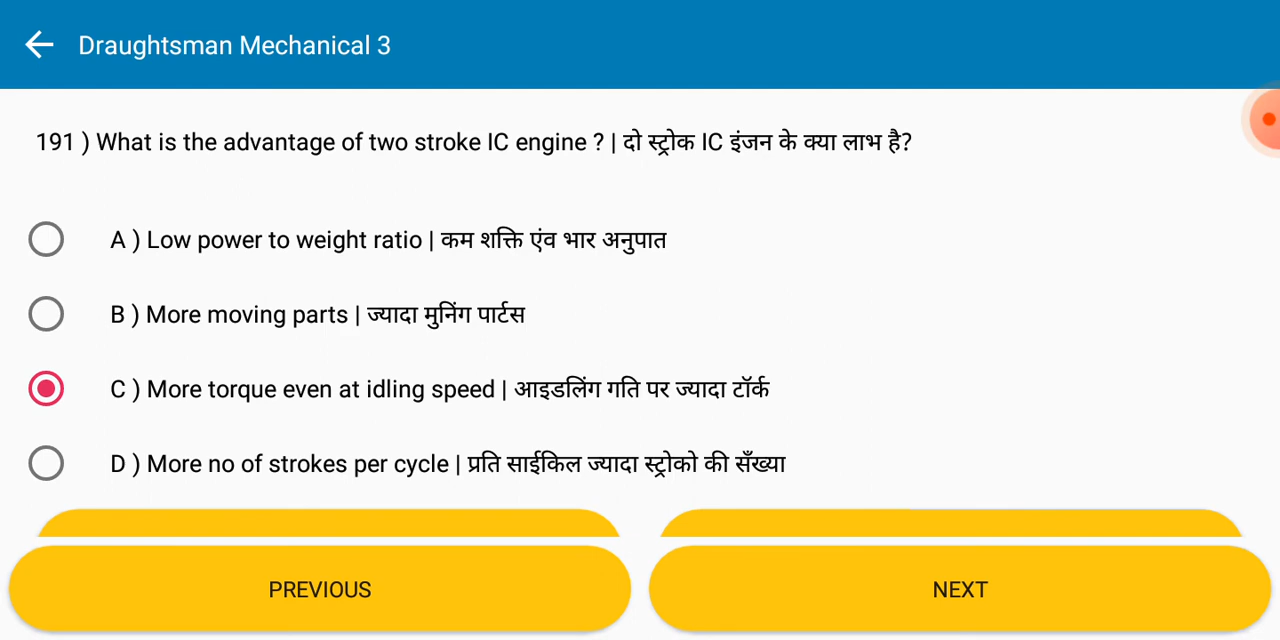 Draughtsman Mechanical 3
191 ) What is the advantage of two stroke IC engine ? | दो स्ट्रोक IC इंजन के क्या लाभ है?
A ) Low power to weight ratio | कम शक्ति एंव भार अनुपात
B ) More moving parts | ज्यादा मुनिंग पार्टस
C ) More torque even at idling speed | आइडलिंग गति पर ज्यादा टॉर्क
D ) More no of strokes per cycle | प्रति साईकिल ज्यादा स्ट्रोको की सँख्या
PREVIOUS
NEXT